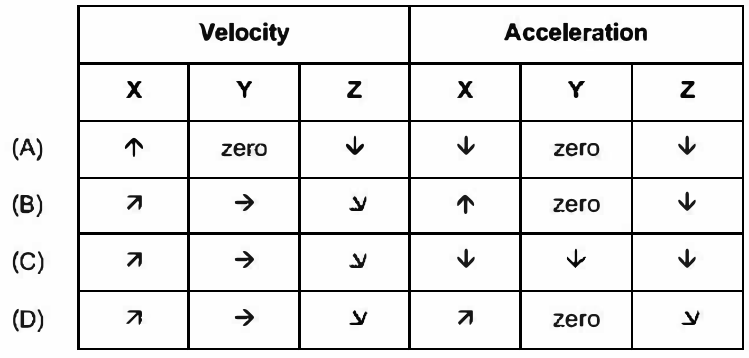 Velocity Acceleration
X Y Z X Y Z
(A) ↑ zero ↓ ↓ zero ↓
(B) ↗ → ↘ ↑ zero ↓
(C) ↗ → ↘ ↓ ↓ ↓
(D) ↗ → ↘ ↗ zero ↘